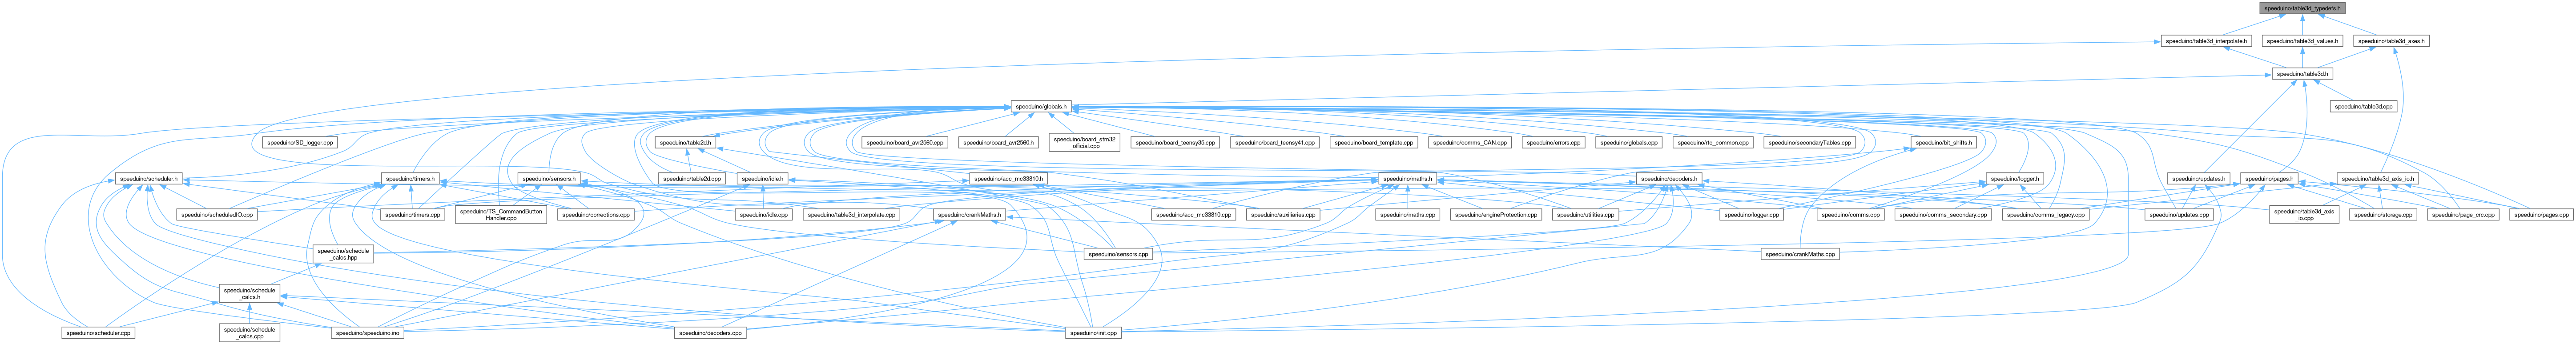 speeduino/table3d_typedefs.h
speeduino/table3d_interpolate.h
speeduino/table3d_values.h
speeduino/table3d_axes.h
speeduino/table3d.h
speeduino/globals.h
speeduino/table3d.cpp
speeduino/SD_logger.cpp
speeduino/table2d.h
speeduino/board_avr2560.cpp
speeduino/board_avr2560.h
speeduino/board_stm32
_official.cpp
speeduino/board_teensy35.cpp
speeduino/board_teensy41.cpp
speeduino/board_template.cpp
speeduino/comms_CAN.cpp
speeduino/errors.cpp
speeduino/globals.cpp
speeduino/rtc_common.cpp
speeduino/secondaryTables.cpp
speeduino/bit_shifts.h
speeduino/scheduler.h
speeduino/timers.h
speeduino/sensors.h
speeduino/table2d.cpp
speeduino/idle.h
speeduino/acc_mc33810.h
speeduino/maths.h
speeduino/decoders.h
speeduino/logger.h
speeduino/updates.h
speeduino/pages.h
speeduino/table3d_axis_io.h
speeduino/scheduledIO.cpp
speeduino/timers.cpp
speeduino/TS_CommandButton
Handler.cpp
speeduino/corrections.cpp
speeduino/idle.cpp
speeduino/table3d_interpolate.cpp
speeduino/crankMaths.h
speeduino/acc_mc33810.cpp
speeduino/auxiliaries.cpp
speeduino/maths.cpp
speeduino/engineProtection.cpp
speeduino/utilities.cpp
speeduino/logger.cpp
speeduino/comms.cpp
speeduino/comms_secondary.cpp
speeduino/comms_legacy.cpp
speeduino/updates.cpp
speeduino/table3d_axis
_io.cpp
speeduino/storage.cpp
speeduino/page_crc.cpp
speeduino/pages.cpp
speeduino/schedule
_calcs.hpp
speeduino/sensors.cpp
speeduino/crankMaths.cpp
speeduino/schedule
_calcs.h
speeduino/scheduler.cpp
speeduino/schedule
_calcs.cpp
speeduino/speeduino.ino
speeduino/decoders.cpp
speeduino/init.cpp